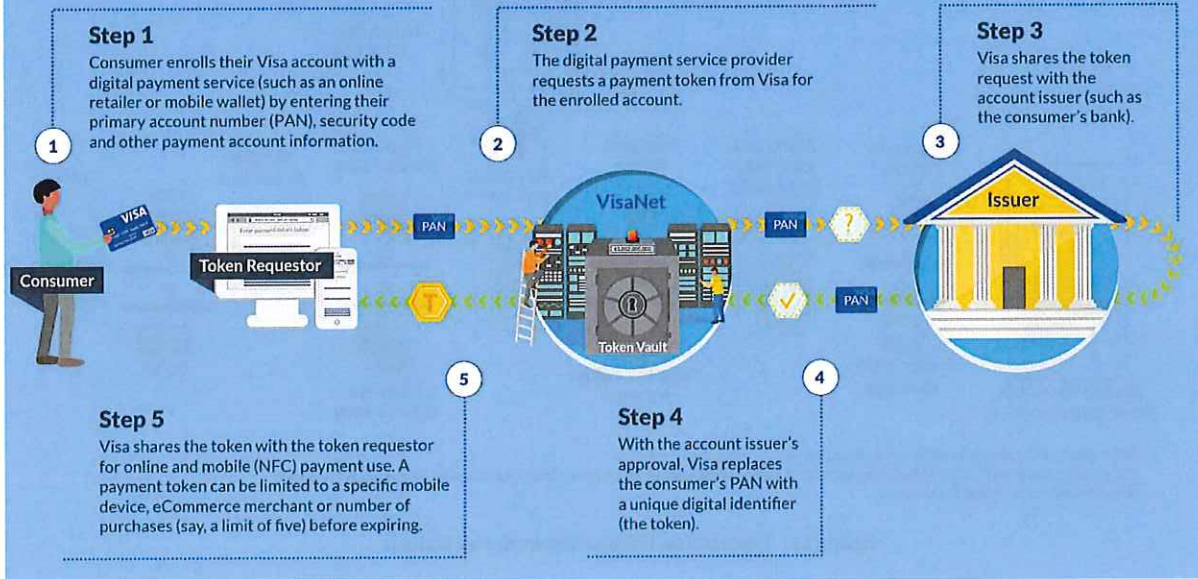 Step 1
Consumer enrolls their Visa account with a
digital payment service (such as an online
retailer or mobile wallet) by entering their
primary account number (PAN), security code
and other payment account information.
1
Step 2
The digital payment service provider
requests a payment token from Visa for
the enrolled account.
2
Step 3
Visa shares the token
request with the
account issuer (such as
the consumer's bank).
3
Consumer
VISA
Token Requestor
PAN
VisaNet
PAN
?
Issuer
T
Token Vault
PAN
5
4
Step 5
Visa shares the token with the token requestor
for online and mobile (NFC) payment use. A
payment token can be limited to a specific mobile
device, eCommerce merchant or number of
purchases (say, a limit of five) before expiring.
Step 4
With the account issuer's
approval, Visa replaces
the consumer's PAN with
a unique digital identifier
(the token).